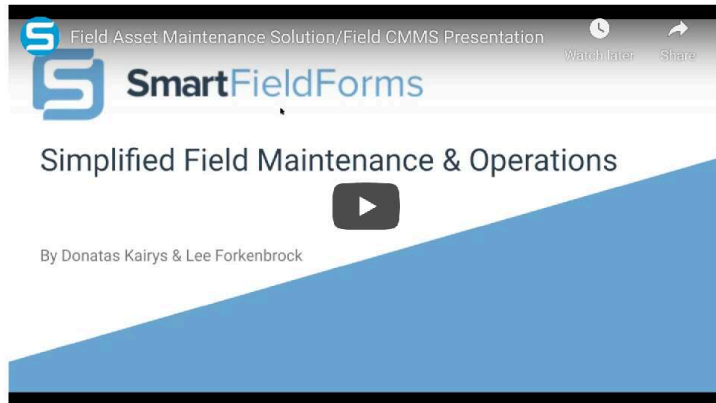 Field Asset Maintenance Solution/Field CMMS Presentation
Watch later
Share
SmartFieldForms
Simplified Field Maintenance & Operations
By Donatas Kairys & Lee Forkenbrock